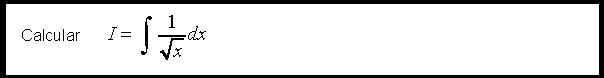 Calcular I = ∫ 1/√x dx